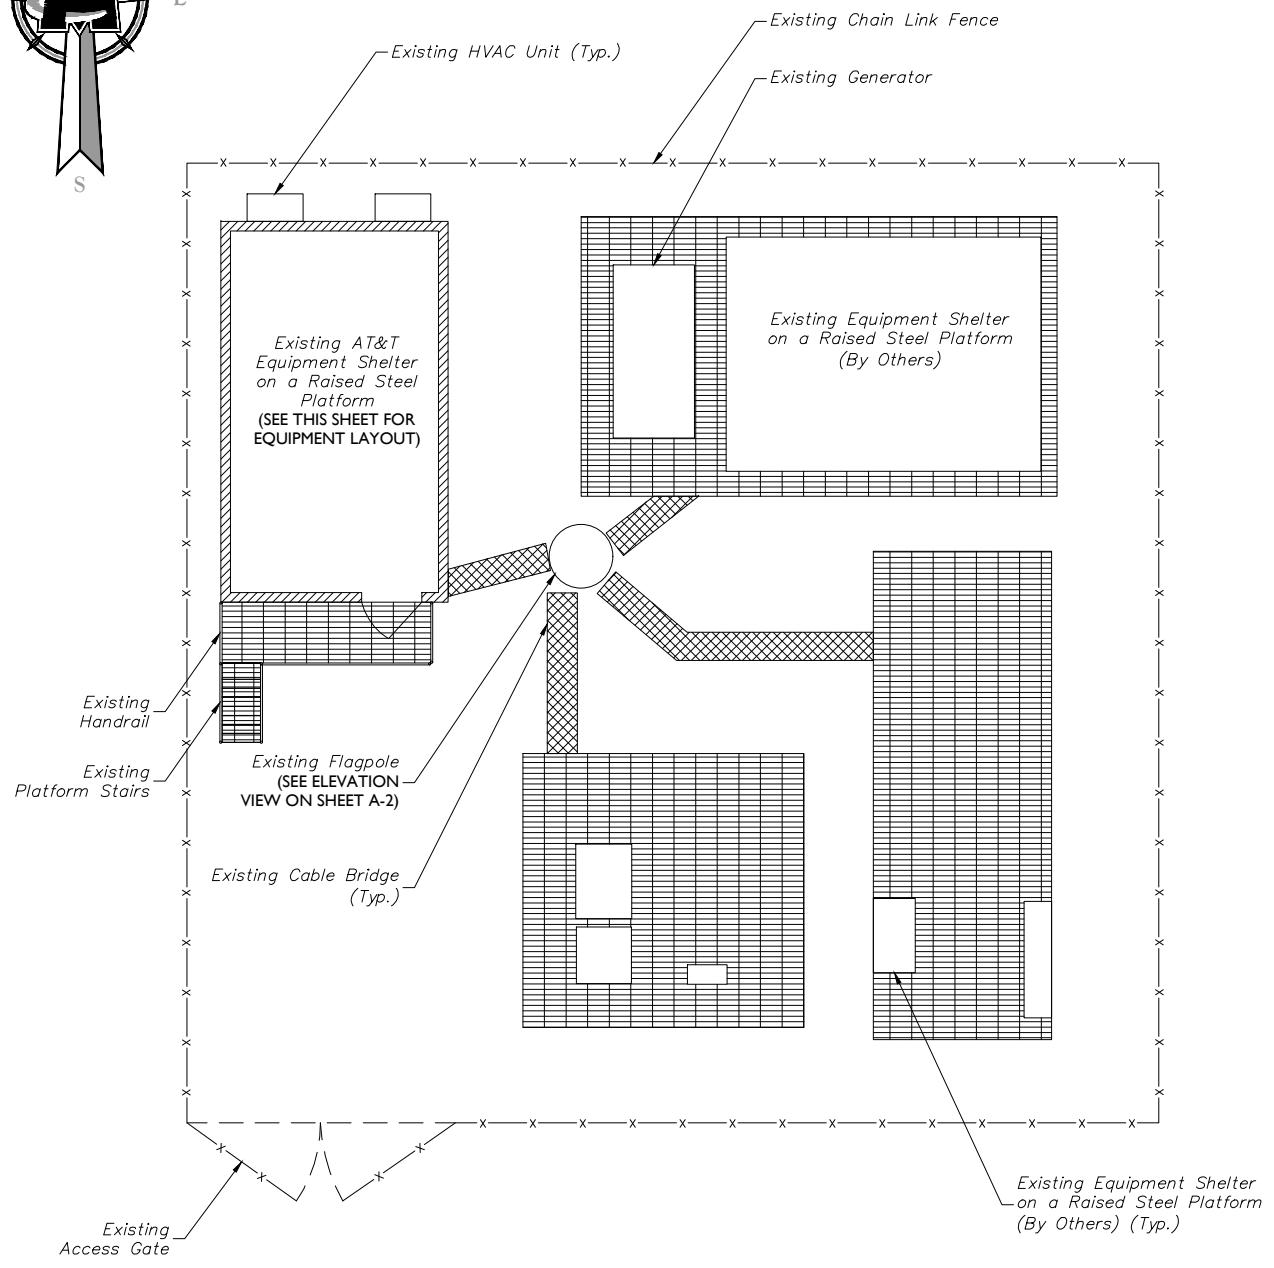 E
S
Existing Chain Link Fence
Existing HVAC Unit (Typ.)
Existing Generator
Existing AT&T
Equipment Shelter
on a Raised Steel
Platform
(SEE THIS SHEET FOR
EQUIPMENT LAYOUT)
Existing Equipment Shelter
on a Raised Steel Platform
(By Others)
Existing
Handrail
Existing
Platform Stairs
Existing Flagpole
(SEE ELEVATION
VIEW ON SHEET A-2)
Existing Cable Bridge
(Typ.)
Existing Equipment Shelter
on a Raised Steel Platform
(By Others) (Typ.)
Existing
Access Gate